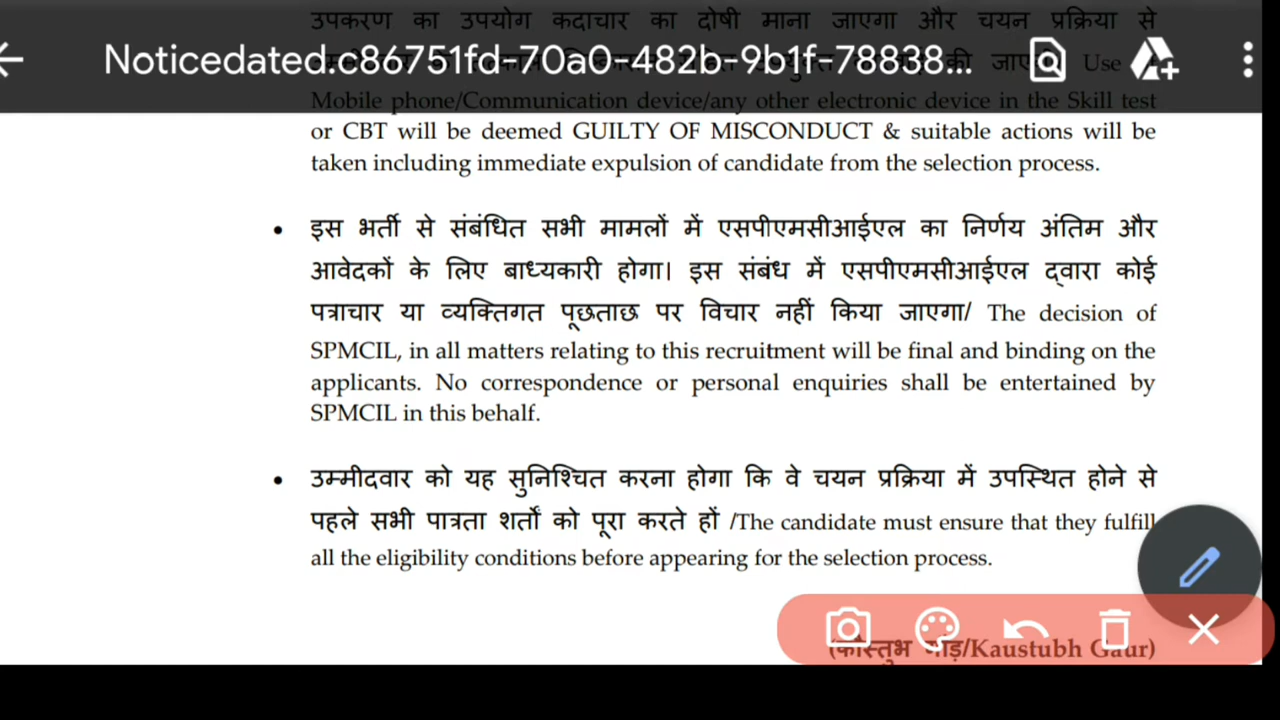 उपकरण का उपयोग कदाचार का दोषी माना जाएगा और चयन प्रक्रिया से
Noticedated.c86751fd-70a0-482b-9b1f-78838...
Use
Mobile phone/Communication device/any other electronic device in the Skill test
or CBT will be deemed GUILTY OF MISCONDUCT & suitable actions will be
taken including immediate expulsion of candidate from the selection process.
• इस भर्ती से संबंधित सभी मामलों में एसपीएमसीआईएल का निर्णय अंतिम और
आवेदकों के लिए बाध्यकारी होगा। इस संबंध में एसपीएमसीआईएल द्वारा कोई
पत्राचार या व्यक्तिगत पूछताछ पर विचार नहीं किया जाएगा/ The decision of
SPMCIL, in all matters relating to this recruitment will be final and binding on the
applicants. No correspondence or personal enquiries shall be entertained by
SPMCIL in this behalf.
• उम्मीदवार को यह सुनिश्चित करना होगा कि वे चयन प्रक्रिया में उपस्थित होने से
पहले सभी पात्रता शर्तों को पूरा करते हों /The candidate must ensure that they fulfill
all the eligibility conditions before appearing for the selection process.
(कौस्तुभ गौड़/Kaustubh Gaur)